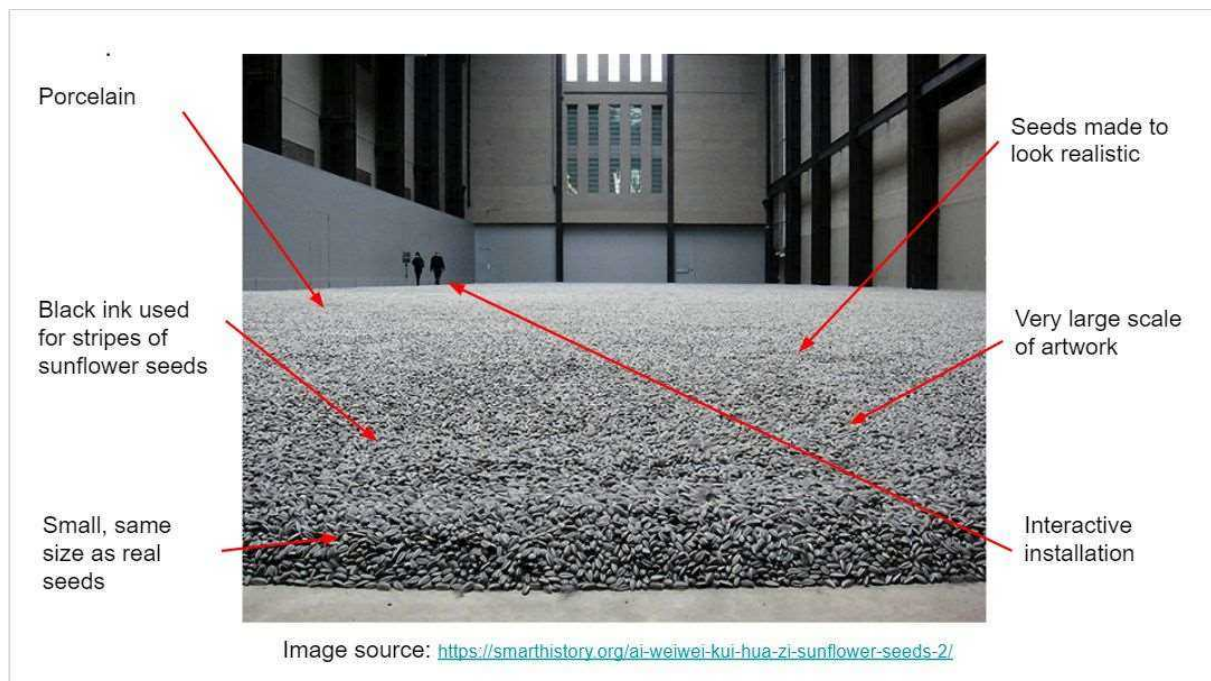 Porcelain
Seeds made to
look realistic
Black ink used
for stripes of
sunflower seeds
Very large scale
of artwork
Small, same
size as real
seeds
Interactive
installation
Image source: https://smarthistory.org/ai-weiwei-kui-hua-zi-sunflower-seeds-2/